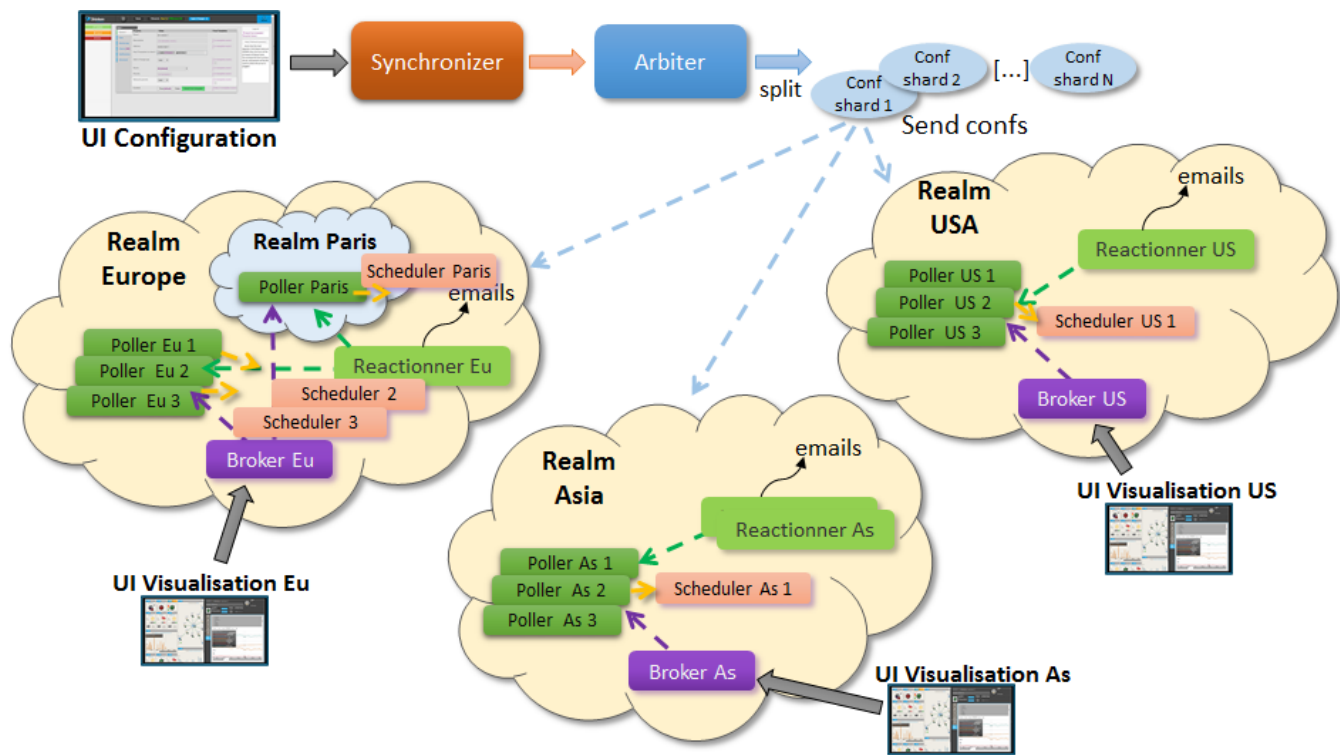 UI Configuration
Synchronizer
Arbiter
split
Conf
shard 1
Conf
shard 2
[...]
Conf
shard N
Send confs
Realm
Europe
Realm Paris
Scheduler Paris
Poller Paris
emails
Poller Eu 1
Poller Eu 2
Poller Eu 3
Reactionner Eu
Scheduler 2
Scheduler 3
Broker Eu
UI Visualisation Eu
Realm
Asia
emails
Reactionner As
Poller As 1
Poller As 2
Poller As 3
Scheduler As 1
Broker As
UI Visualisation As
Realm
USA
emails
Reactionner US
Poller US 1
Poller US 2
Poller US 3
Scheduler US 1
Broker US
UI Visualisation US